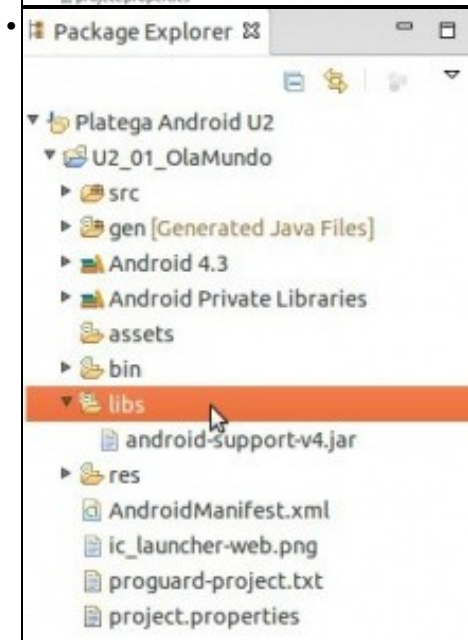 Package Explorer
Platega Android U2
U2_01_OlaMundo
src
gen [Generated Java Files]
Android 4.3
Android Private Libraries
assets
bin
libs
android-support-v4.jar
res
AndroidManifest.xml
ic_launcher-web.png
proguard-project.txt
project.properties